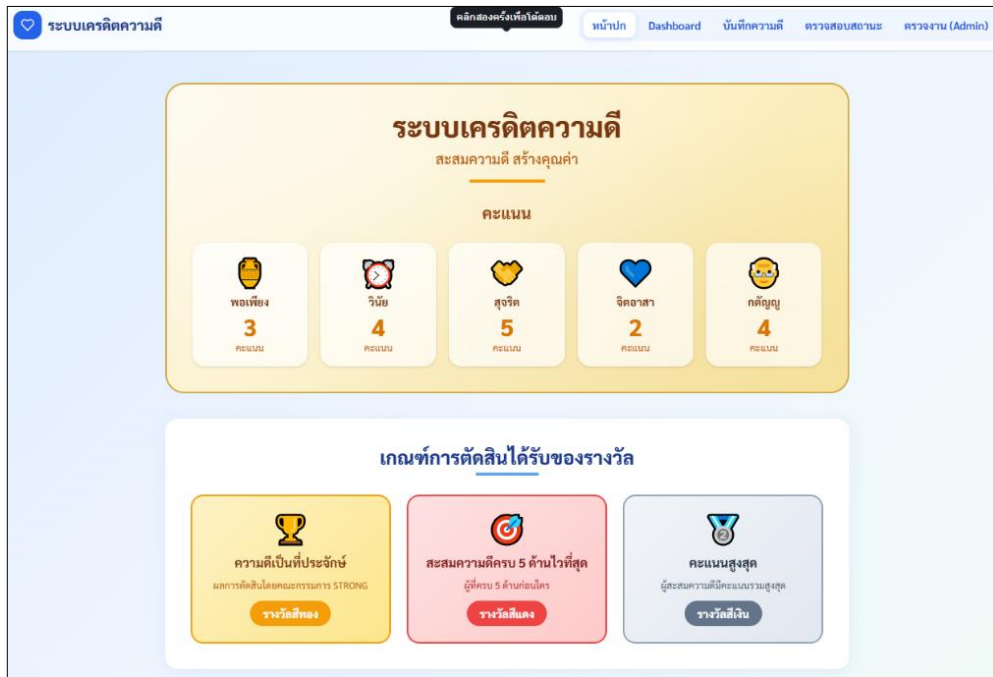 ระบบเครดิตความดี
คลิกสองครั้งเพื่อโต้ตอบ
หน้าปก Dashboard บันทึกความดี ตรวจสอบสถานะ ตรวจงาน (Admin)
ระบบเครดิตความดี
สะสมความดี สร้างคุณค่า
คะแนน
พอเพียง วินัย สุจริต จิตอาสา กตัญญู
3 4 5 2 4
คะแนน คะแนน คะแนน คะแนน คะแนน
เกณฑ์การตัดสินได้รับของรางวัล
2
ความดีเป็นที่ประจักษ์ สะสมความดีครบ 5 ด้านไวที่สุด คะแนนสูงสุด
ผลการตัดสินโดยคณะกรรมการ STRONG ผู้ที่ครบ 5 ด้านก่อนใคร ผู้สะสมความดีมีคะแนนรวมสูงสุด
รางวัลสีทอง รางวัลสีแดง รางวัลสีเงิน